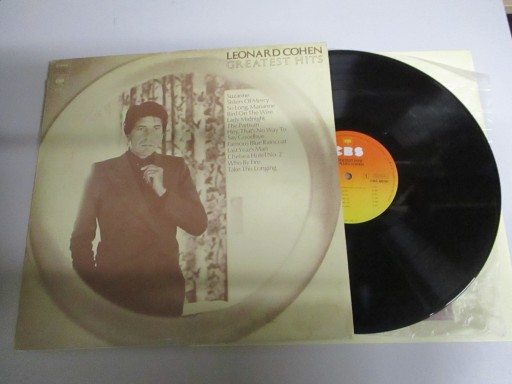 LEONARD COHEN
GREATEST HITS
Suzanne
Sisters Of Mercy
So Long, Marianne
Bird On The Wire
Lady Midnight
The Partisan
Hey, That's No Way To
Say Goodbye
Famous Blue Raincoat
Last Year's Man
Chelsea Hotel No. 2
Who By Fire
Take This Longing
CBS